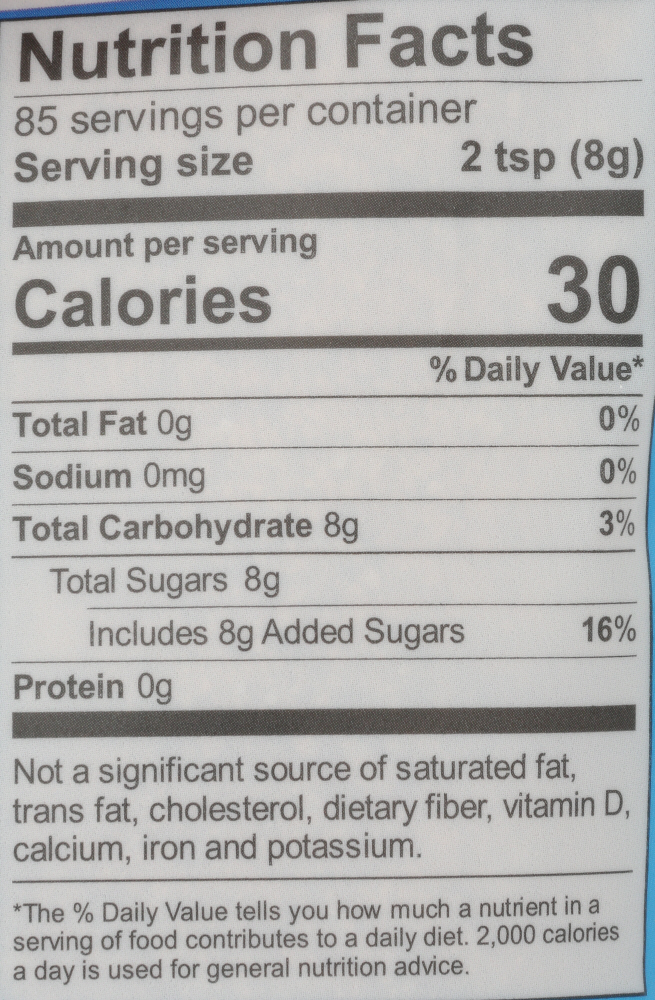 Nutrition Facts
85 servings per container
Serving size 2 tsp (8g)
Amount per serving
Calories 30
% Daily Value*
Total Fat 0g 0%
Sodium 0mg 0%
Total Carbohydrate 8g 3%
Total Sugars 8g
Includes 8g Added Sugars 16%
Protein 0g
Not a significant source of saturated fat,
trans fat, cholesterol, dietary fiber, vitamin D,
calcium, iron and potassium.
*The % Daily Value tells you how much a nutrient in a
serving of food contributes to a daily diet. 2,000 calories
a day is used for general nutrition advice.